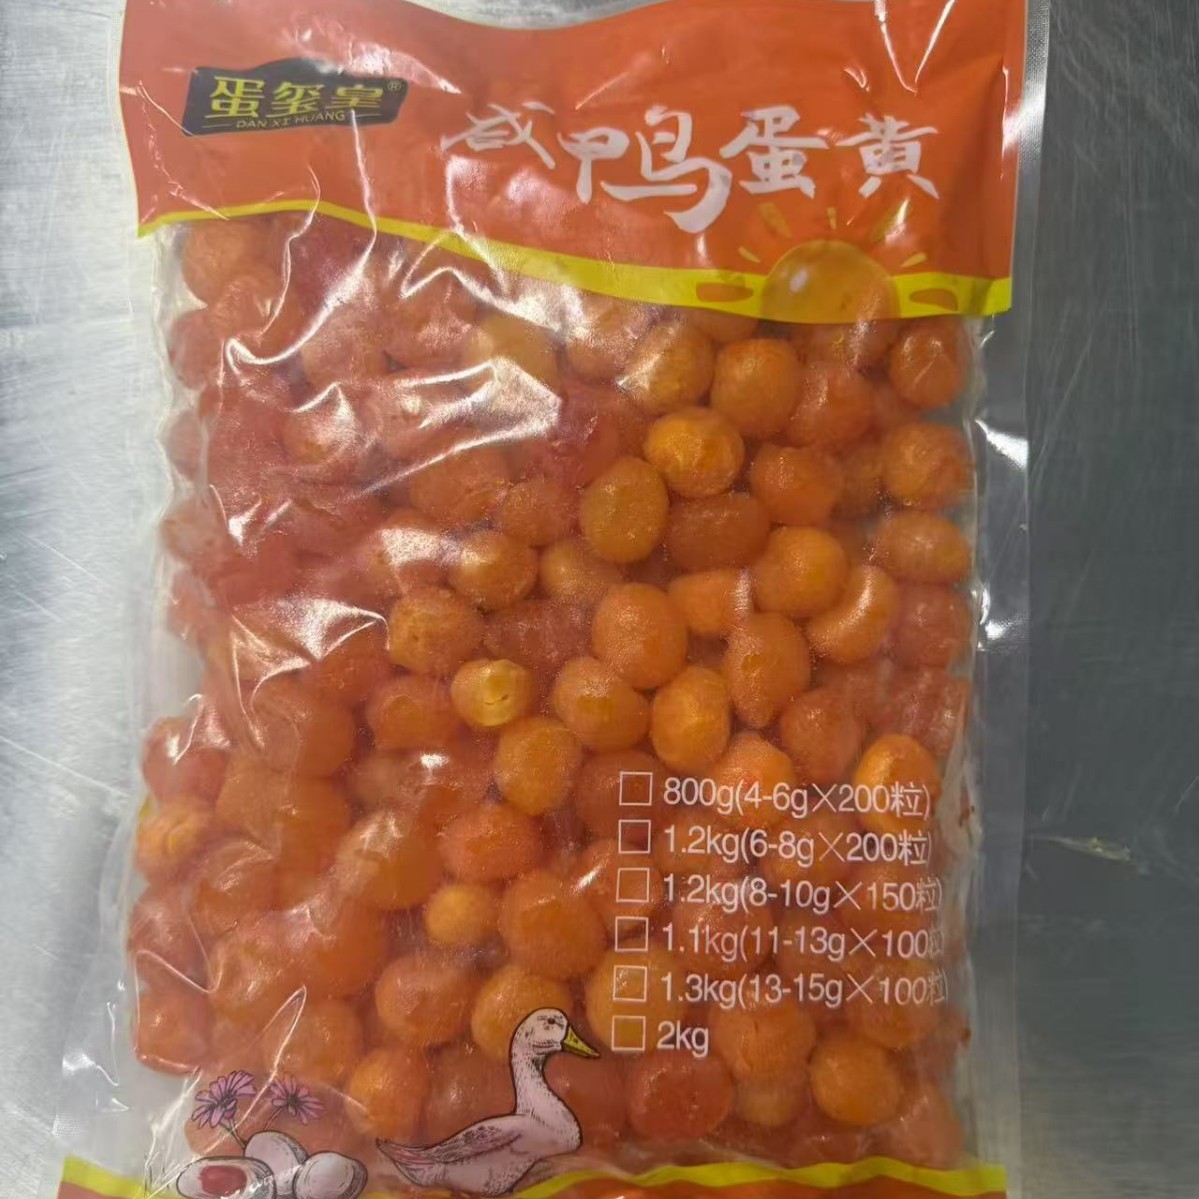 蛋玺皇®
DAN XI HUANG
咸鸭蛋黄
□ 800g(4-6g×200粒)
□ 1.2kg(6-8g×200粒)
□ 1.2kg(8-10g×150粒)
□ 1.1kg(11-13g×100粒)
□ 1.3kg(13-15g×100粒)
□ 2kg